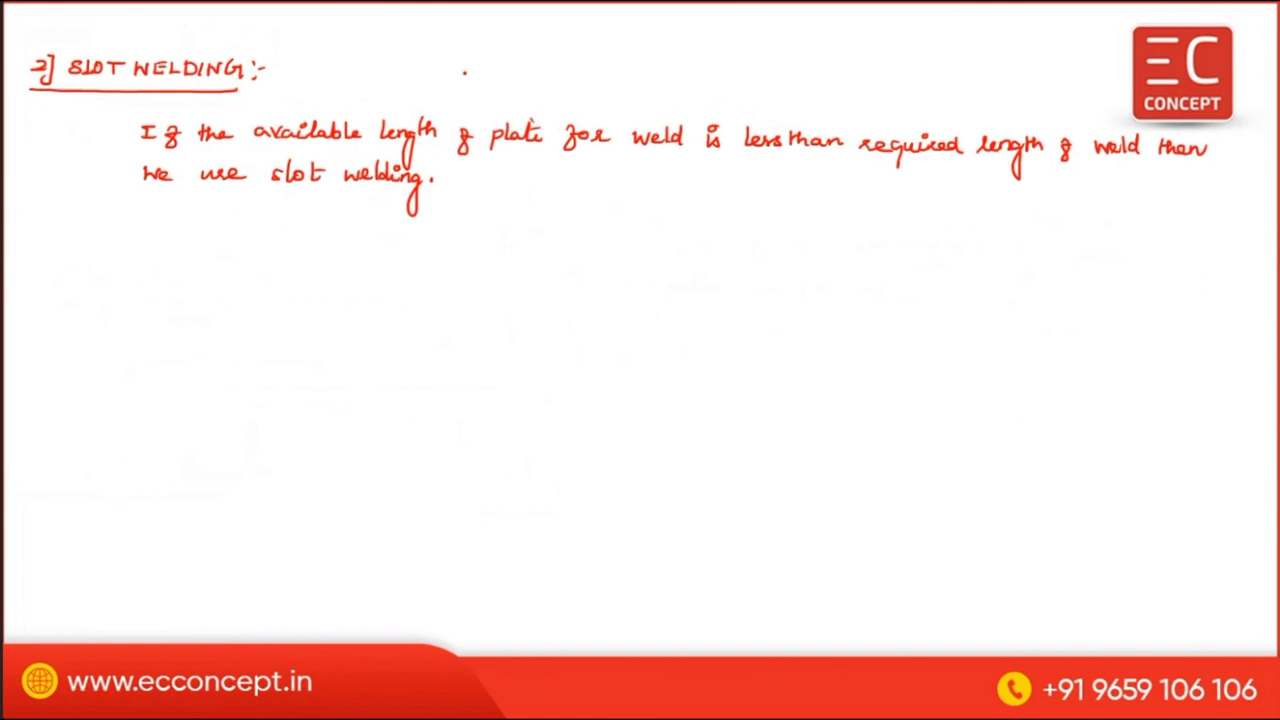 2] SLOT WELDING :-
If the available length of plate for weld is less than required length of weld then
we use slot welding.
EC
CONCEPT
www.ecconcept.in
+91 9659 106 106